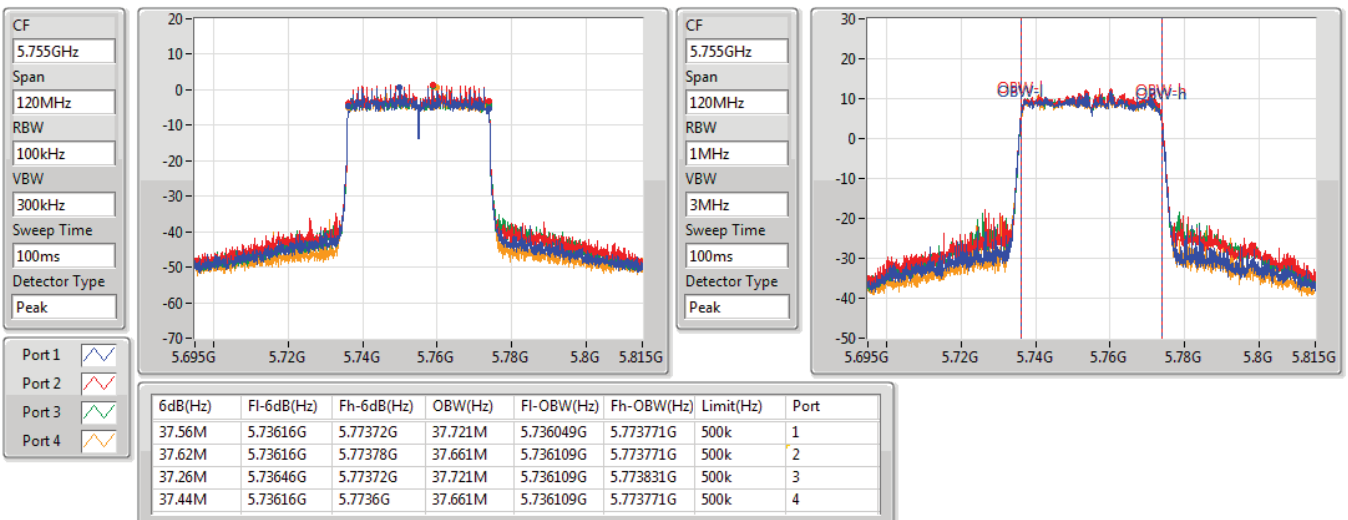 CF
5.755GHz
Span
120MHz
RBW
100kHz
VBW
300kHz
Sweep Time
100ms
Detector Type
Peak
20
10
0
-10
-20
-30
-40
-50
-60
-70
5.695G 5.72G 5.74G 5.76G 5.78G 5.8G 5.815G
CF
5.755GHz
Span
120MHz
RBW
1MHz
VBW
3MHz
Sweep Time
100ms
Detector Type
Peak
30
20
10
0
-10
-20
-30
-40
-50
OBW-l OBW-h
5.695G 5.72G 5.74G 5.76G 5.78G 5.8G 5.815G
Port 1
Port 2
Port 3
Port 4
6dB(Hz) Fl-6dB(Hz) Fh-6dB(Hz) OBW(Hz) Fl-OBW(Hz) Fh-OBW(Hz) Limit(Hz) Port
37.56M 5.73616G 5.77372G 37.721M 5.736049G 5.773771G 500k 1
37.62M 5.73616G 5.77378G 37.661M 5.736109G 5.773771G 500k 2
37.26M 5.73646G 5.77372G 37.721M 5.736109G 5.773831G 500k 3
37.44M 5.73616G 5.7736G 37.661M 5.736109G 5.773771G 500k 4